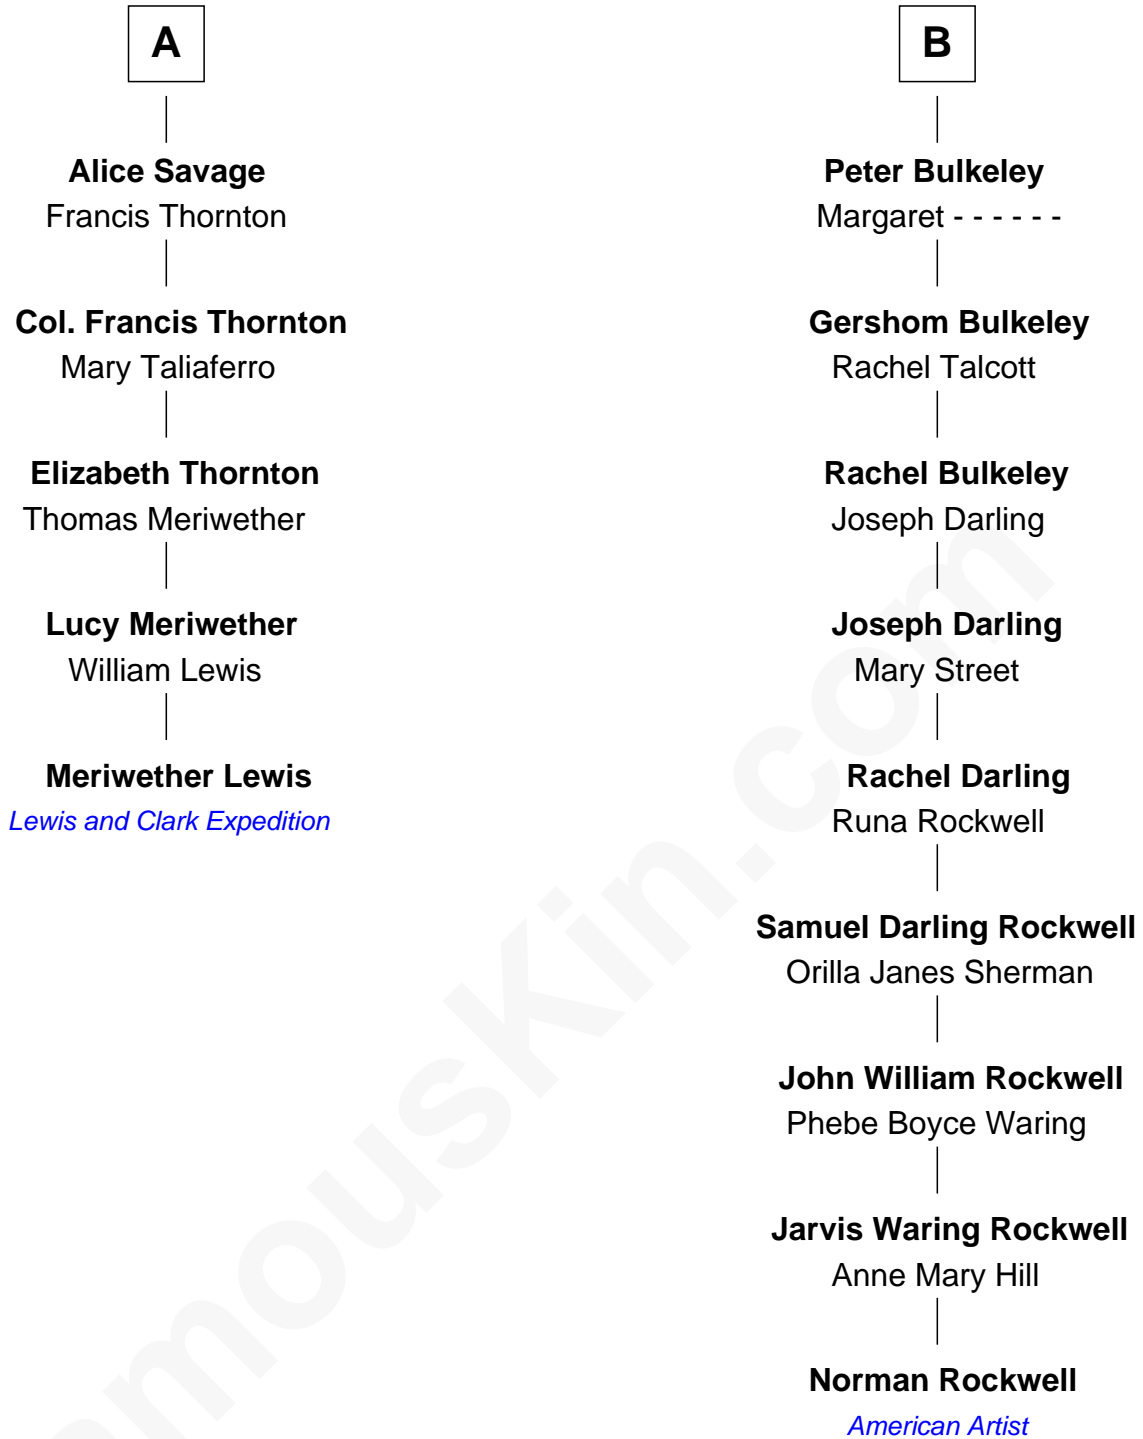 A
Alice Savage
Francis Thornton
Col. Francis Thornton
Mary Taliaferro
Elizabeth Thornton
Thomas Meriwether
Lucy Meriwether
William Lewis
Meriwether Lewis
Lewis and Clark Expedition
B
Peter Bulkeley
Margaret - - - - - -
Gershom Bulkeley
Rachel Talcott
Rachel Bulkeley
Joseph Darling
Joseph Darling
Mary Street
Rachel Darling
Runa Rockwell
Samuel Darling Rockwell
Orilla Janes Sherman
John William Rockwell
Phebe Boyce Waring
Jarvis Waring Rockwell
Anne Mary Hill
Norman Rockwell
American Artist
amouskin.com